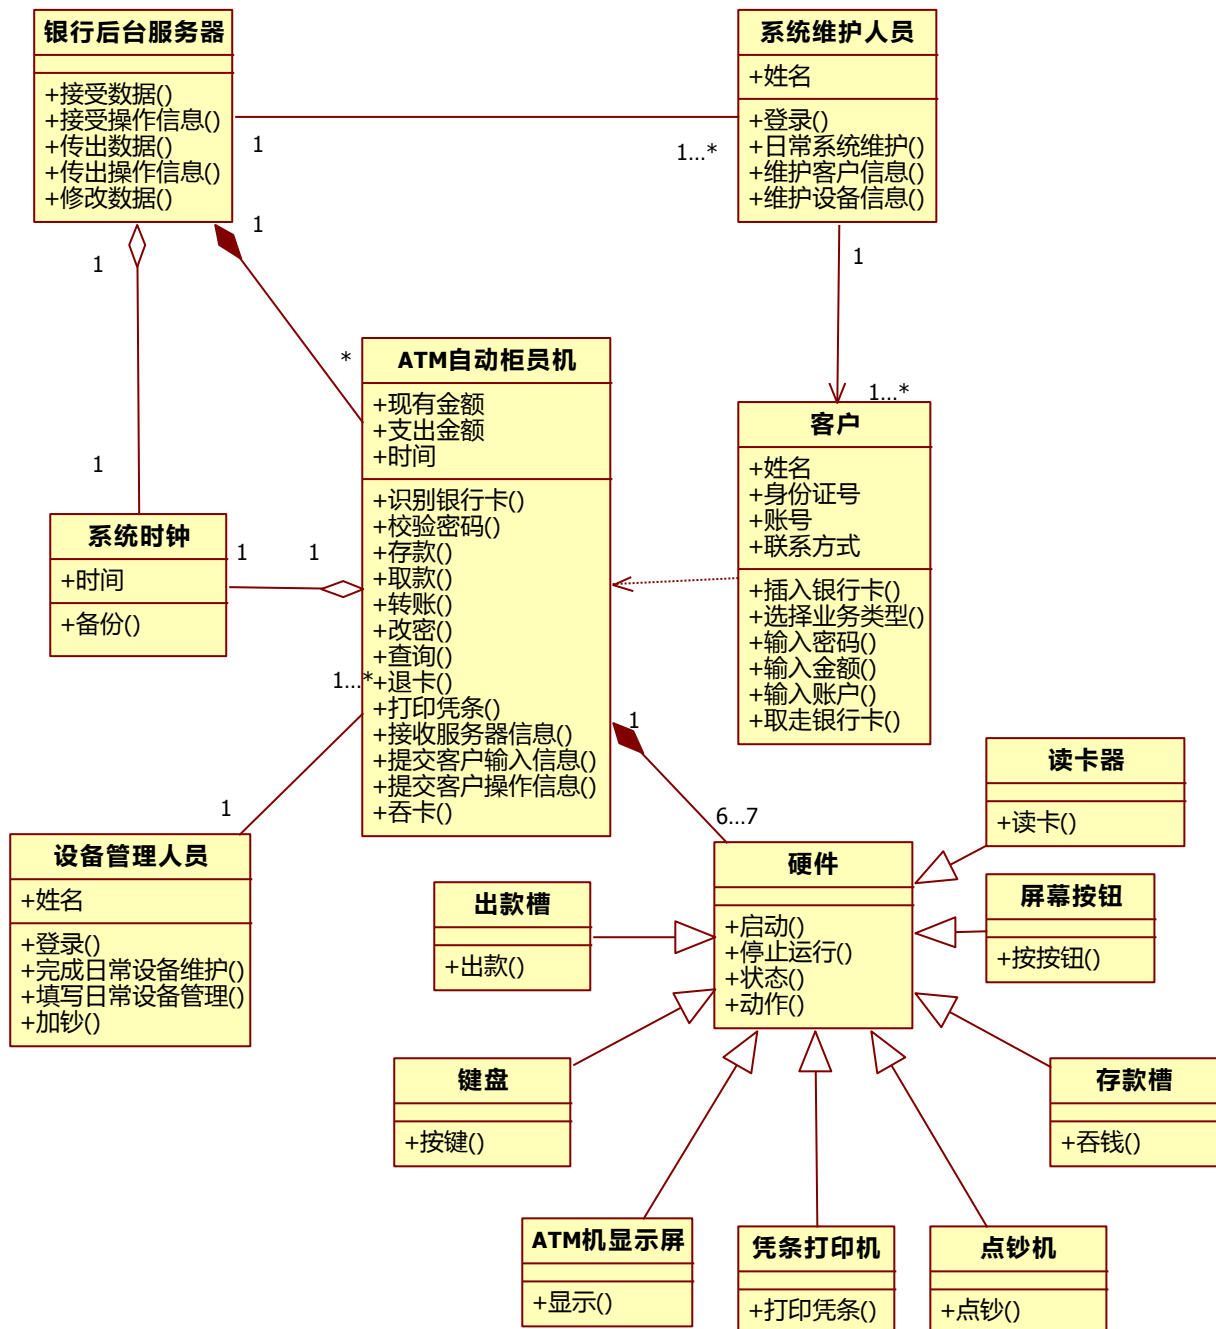 银行后台服务器
+接受数据()
+接受操作信息()
+传出数据()
+传出操作信息()
+修改数据()
系统维护人员
+姓名
+登录()
+日常系统维护()
+维护客户信息()
+维护设备信息()
1
1...*
1
1
1
*
1
1
1...*
ATM自动柜员机
+现有金额
+支出金额
+时间
+识别银行卡()
+校验密码()
+存款()
+取款()
+转账()
+改密()
+查询()
+退卡()
+打印凭条()
+接收服务器信息()
+提交客户输入信息()
+提交客户操作信息()
+吞卡()
客户
+姓名
+身份证号
+账号
+联系方式
+插入银行卡()
+选择业务类型()
+输入密码()
+输入金额()
+输入账户()
+取走银行卡()
系统时钟
+时间
+备份()
1
1
1...*
1
1
6...7
设备管理人员
+姓名
+登录()
+完成日常设备维护()
+填写日常设备管理()
+加钞()
硬件
+启动()
+停止运行()
+状态()
+动作()
读卡器
+读卡()
出款槽
+出款()
屏幕按钮
+按按钮()
键盘
+按键()
存款槽
+吞钱()
ATM机显示屏
+显示()
凭条打印机
+打印凭条()
点钞机
+点钞()